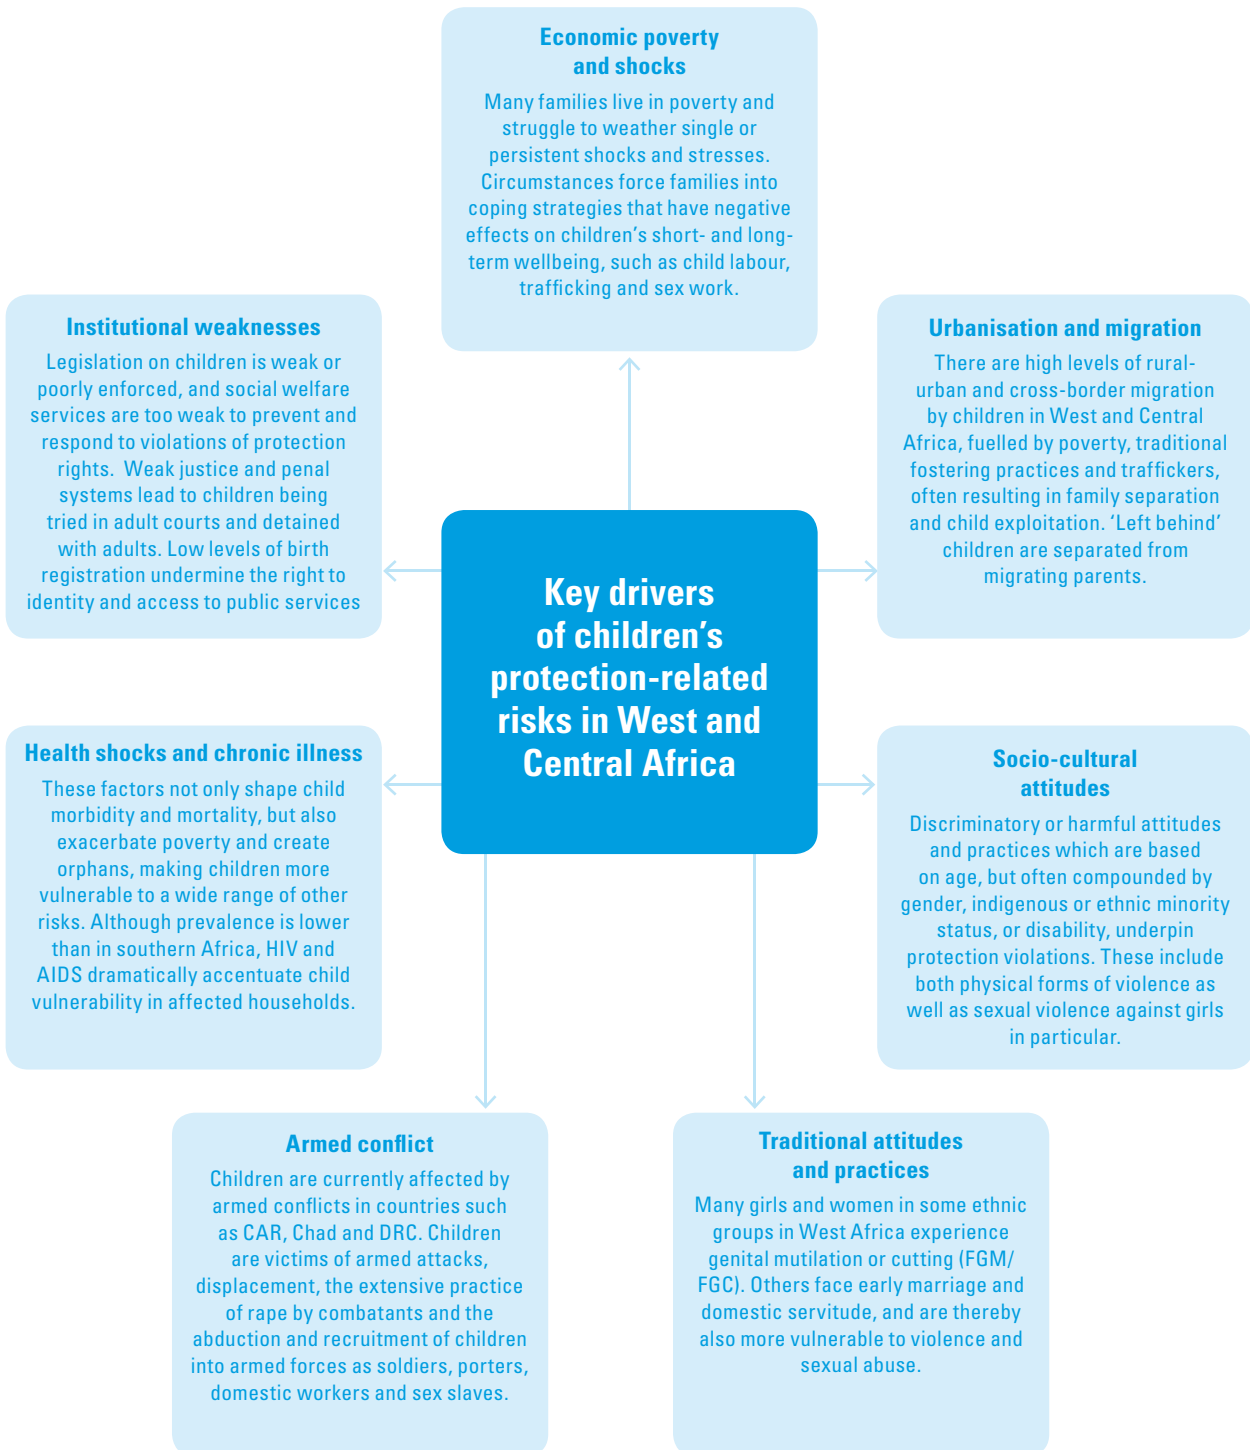 Economic poverty
and shocks
Many families live in poverty and
struggle to weather single or
persistent shocks and stresses.
Circumstances force families into
coping strategies that have negative
effects on children’s short- and long-
term wellbeing, such as child labour,
trafficking and sex work.
Institutional weaknesses
Legislation on children is weak or
poorly enforced, and social welfare
services are too weak to prevent and
respond to violations of protection
rights.  Weak justice and penal
systems lead to children being
tried in adult courts and detained
with adults. Low levels of birth
registration undermine the right to
identity and access to public services
Urbanisation and migration
There are high levels of rural-
urban and cross-border migration
by children in West and Central
Africa, fuelled by poverty, traditional
fostering practices and traffickers,
often resulting in family separation
and child exploitation. ‘Left behind’
children are separated from
migrating parents.
Key drivers
of children’s
protection-related
risks in West and
Central Africa
Health shocks and chronic illness
These factors not only shape child
morbidity and mortality, but also
exacerbate poverty and create
orphans, making children more
vulnerable to a wide range of other
risks. Although prevalence is lower
than in southern Africa, HIV and
AIDS dramatically accentuate child
vulnerability in affected households.
Socio-cultural
attitudes
Discriminatory or harmful attitudes
and practices which are based
on age, but often compounded by
gender, indigenous or ethnic minority
status, or disability, underpin
protection violations. These include
both physical forms of violence as
well as sexual violence against girls
in particular.
Armed conflict
Children are currently affected by
armed conflicts in countries such
as CAR, Chad and DRC. Children
are victims of armed attacks,
displacement, the extensive practice
of rape by combatants and the
abduction and recruitment of children
into armed forces as soldiers, porters,
domestic workers and sex slaves.
Traditional attitudes
and practices
Many girls and women in some ethnic
groups in West Africa experience
genital mutilation or cutting (FGM/
FGC). Others face early marriage and
domestic servitude, and are thereby
also more vulnerable to violence and
sexual abuse.